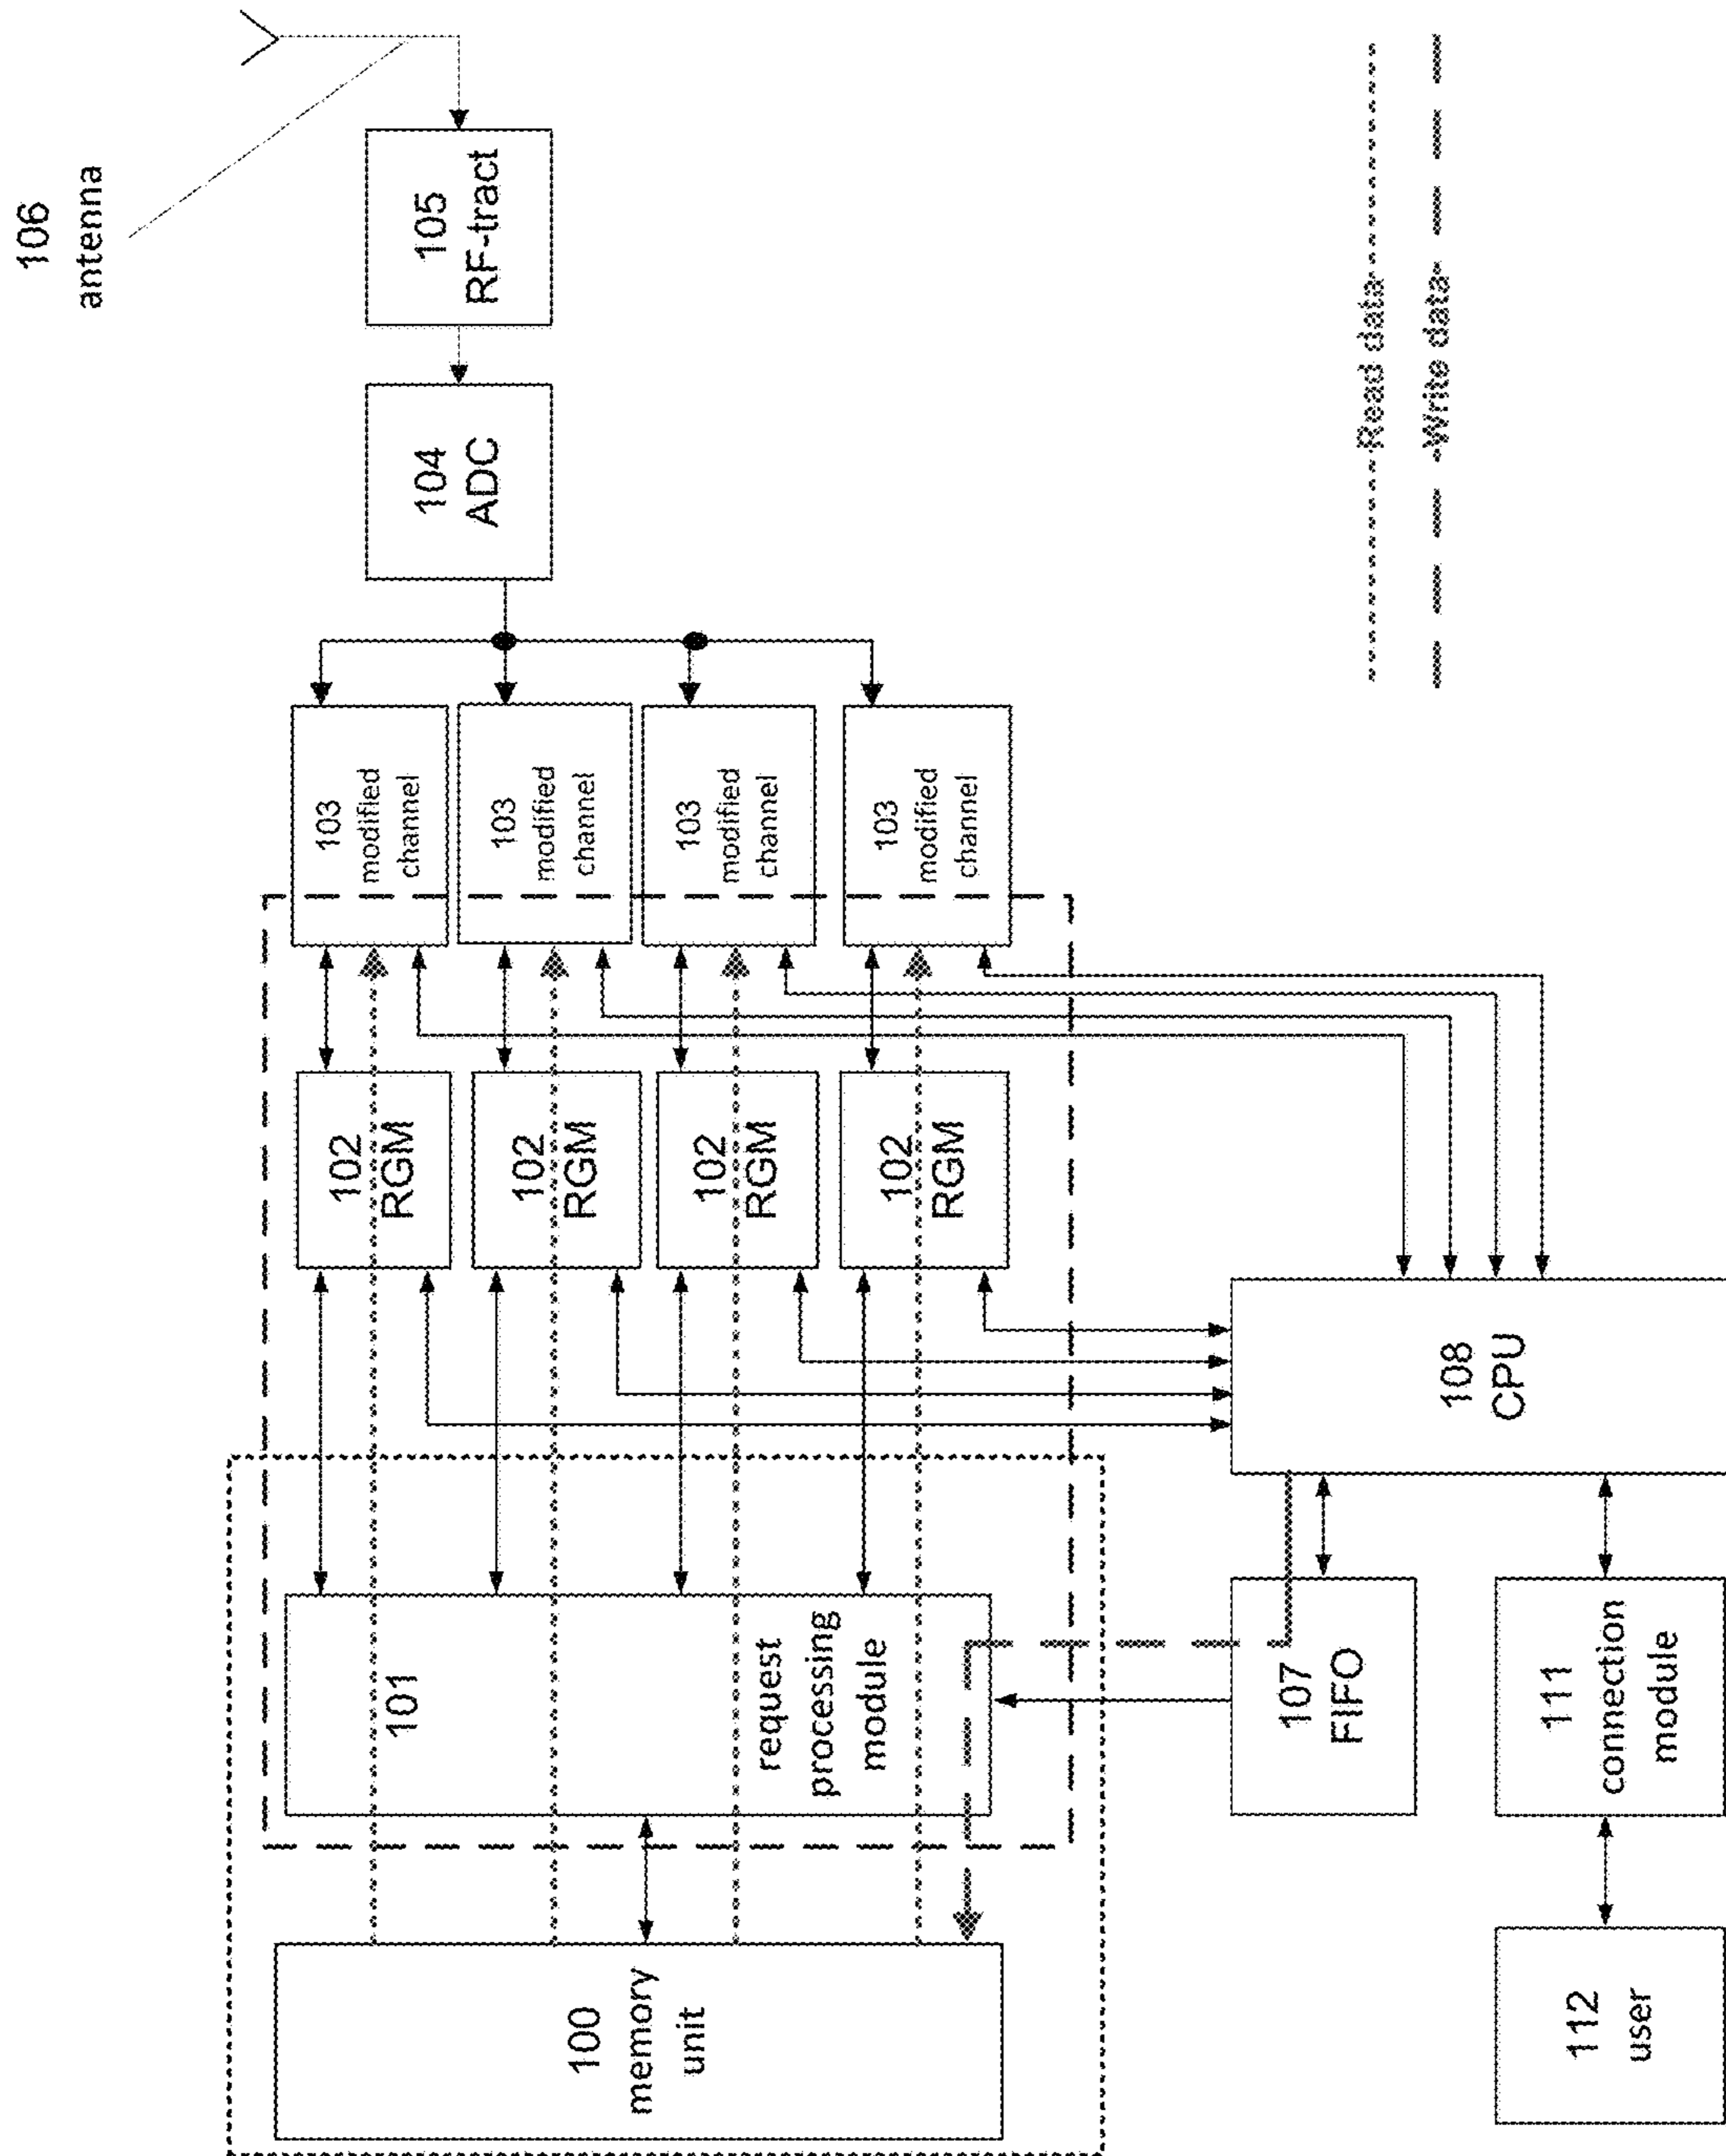 106
antenna
105
RF-tract
104
ADC
103
modified
channel
103
modified
channel
103
modified
channel
103
modified
channel
102
RGM
102
RGM
102
RGM
102
RGM
101
request
processing
module
100
memory
unit
108
CPU
107
FIFO
111
connection
module
112
user
Read data
Write data